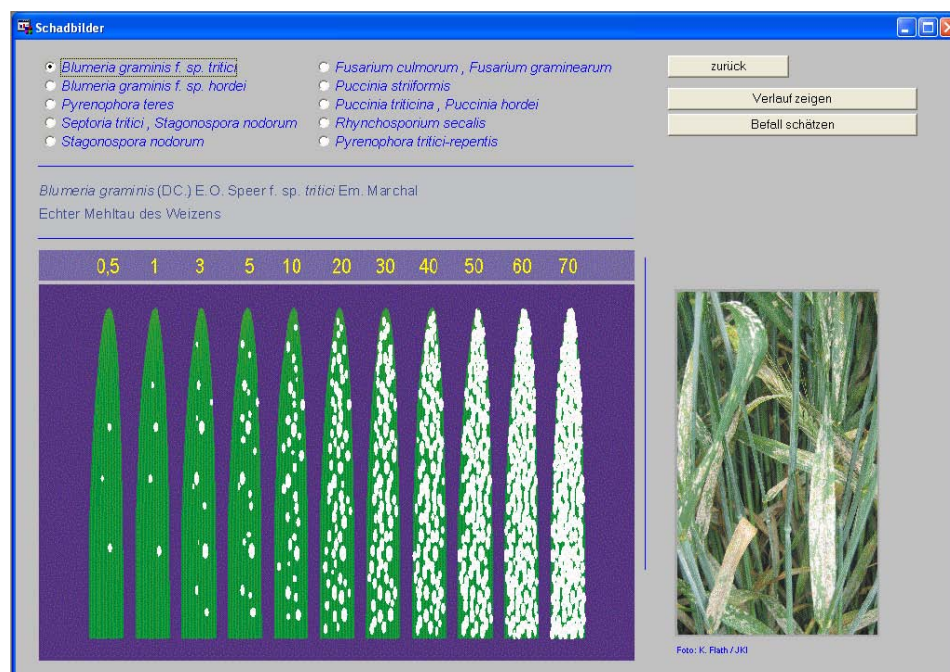 Schadbilder
Blumeria graminis f. sp. tritici
Blumeria graminis f. sp. hordei
Pyrenophora teres
Septoria tritici , Stagonospora nodorum
Stagonospora nodorum
Fusarium culmorum , Fusarium graminearum
Puccinia striiformis
Puccinia triticina , Puccinia hordei
Rhynchosporium secalis
Pyrenophora tritici-repentis
zurück
Verlauf zeigen
Befall schätzen
Blumeria graminis (DC.) E.O. Speer f. sp. tritici Em. Marchal
Echter Mehltau des Weizens
0,5 1 3 5 10 20 30 40 50 60 70
Foto: K. Flath / JKI